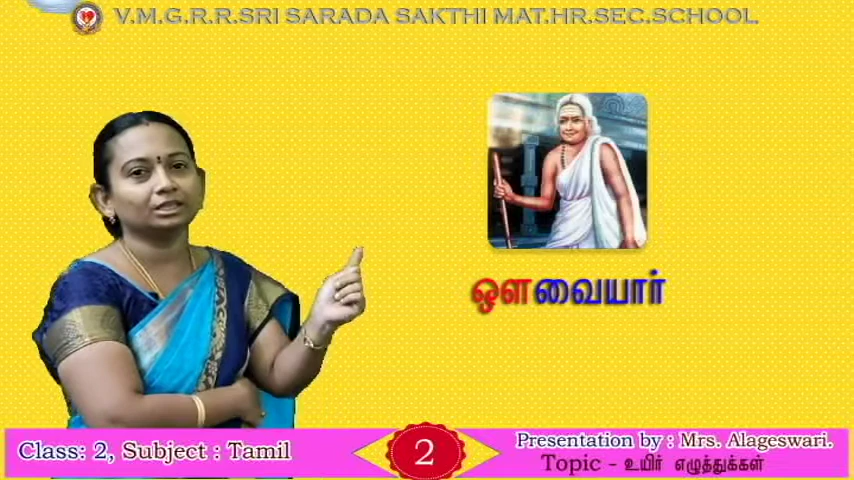 V.M.G.R.R.SRI SARADA SAKTHI MAT.HR.SEC.SCHOOL
ஔவையார்
Class: 2, Subject : Tamil
2
Presentation by : Mrs. Alageswari.
Topic - உயிர் எழுத்துக்கள்